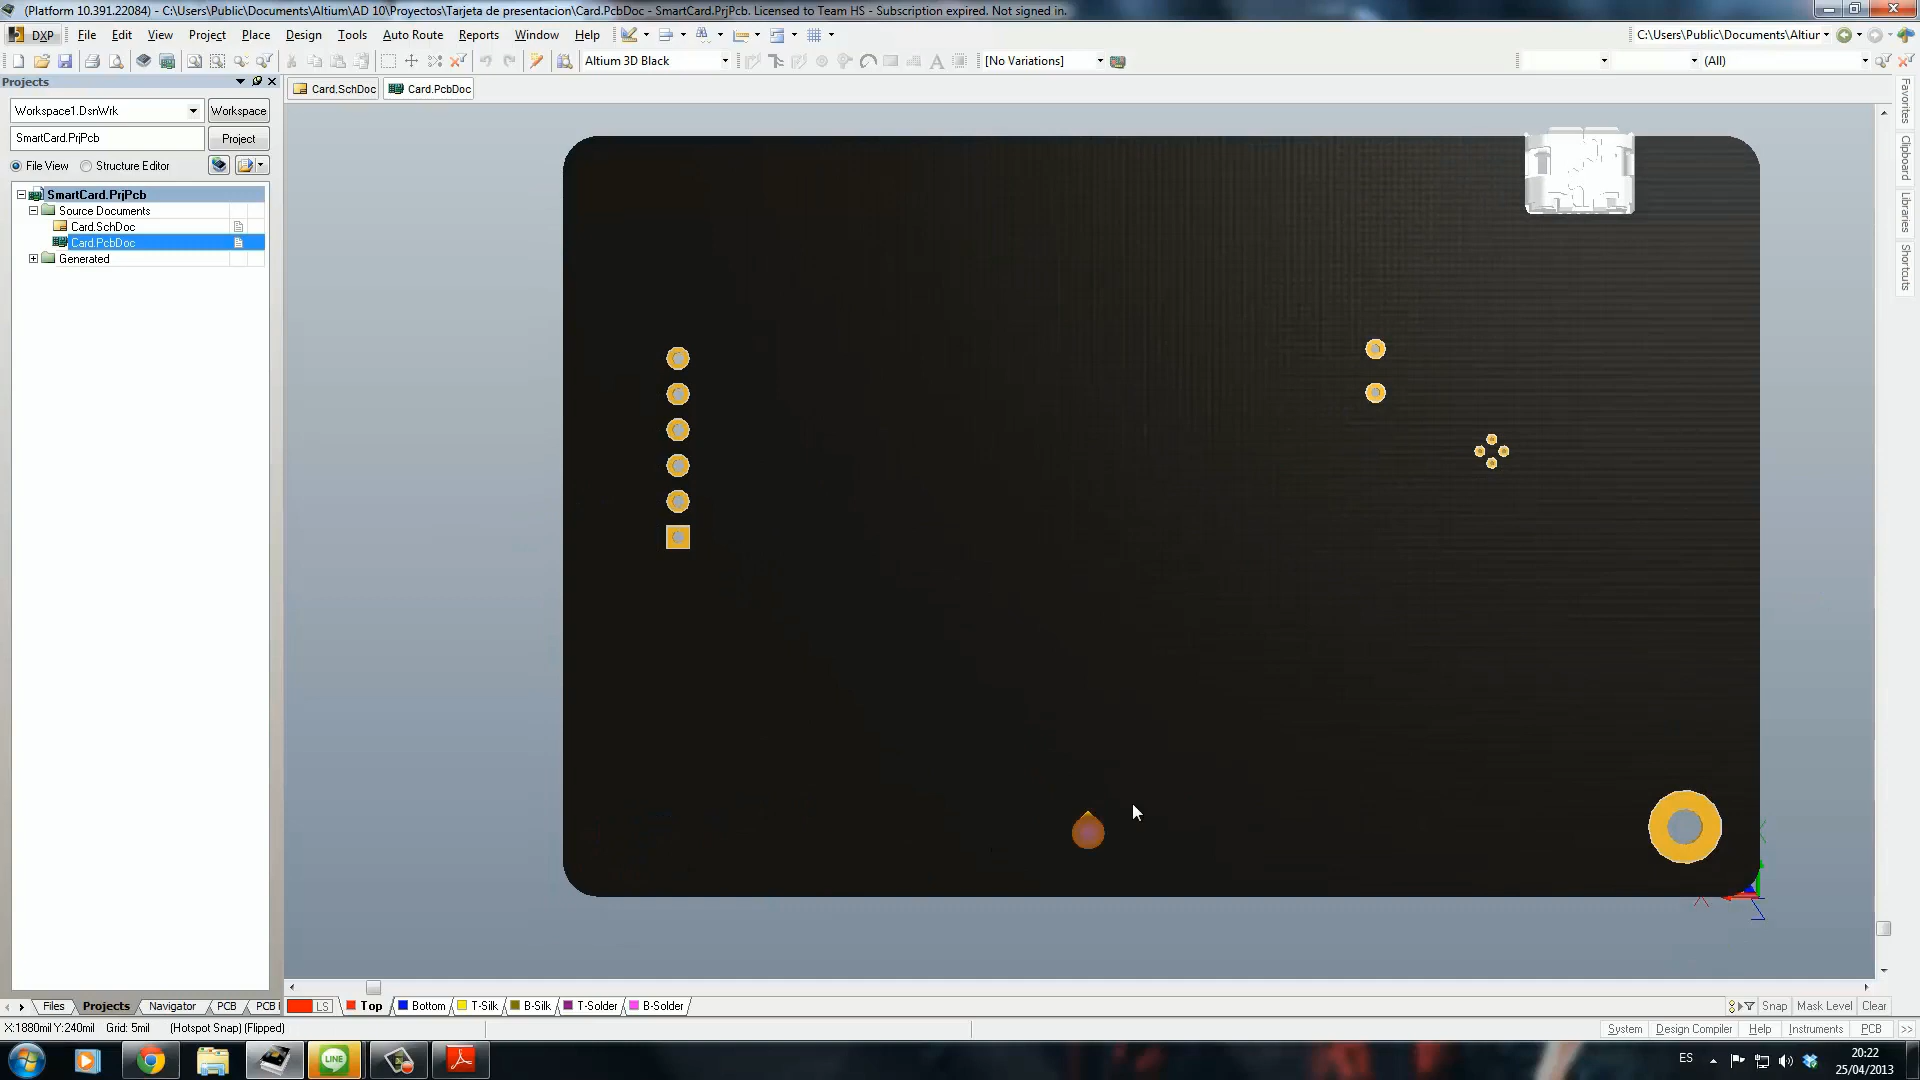 (Platform 10.391.22084) - C:\Users\Public\Documents\Altium\AD 10\Proyectos\Tarjeta de presentacion\Card.PcbDoc - SmartCard.PrjPcb. Licensed to Team HS - Subscription expired. Not signed in.
DXP File Edit View Project Place Design Tools Auto Route Reports Window Help C:\Users\Public\Documents\Altiur
Altium 3D Black [No Variations] (All)
Projects
Card.SchDoc Card.PcbDoc
Workspace1.DsnWrk Workspace
SmartCard.PrjPcb Project
File View Structure Editor
SmartCard.PrjPcb
Source Documents
Card.SchDoc
Card.PcbDoc
Generated
Favorites
Clipboard
Libraries
Shortcuts
Files Projects Navigator PCB PCB LS Top Bottom T-Silk B-Silk T-Solder B-Solder Snap Mask Level Clear
X:1880mil Y:240mil Grid: 5mil (Hotspot Snap) (Flipped) System Design Compiler Help Instruments PCB >>
LINE
ES
20:22
25/04/2013